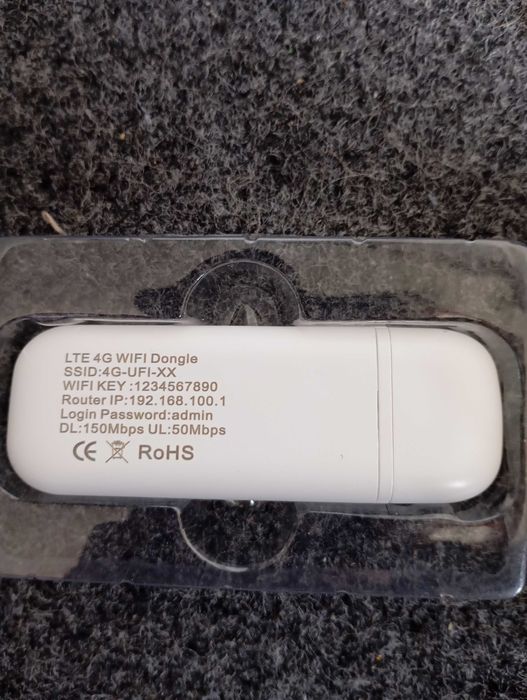 LTE 4G WIFI Dongle
SSID:4G-UFI-XX
WIFI KEY :1234567890
Router IP:192.168.100.1
Login Password:admin
DL:150Mbps UL:50Mbps
CE RoHS